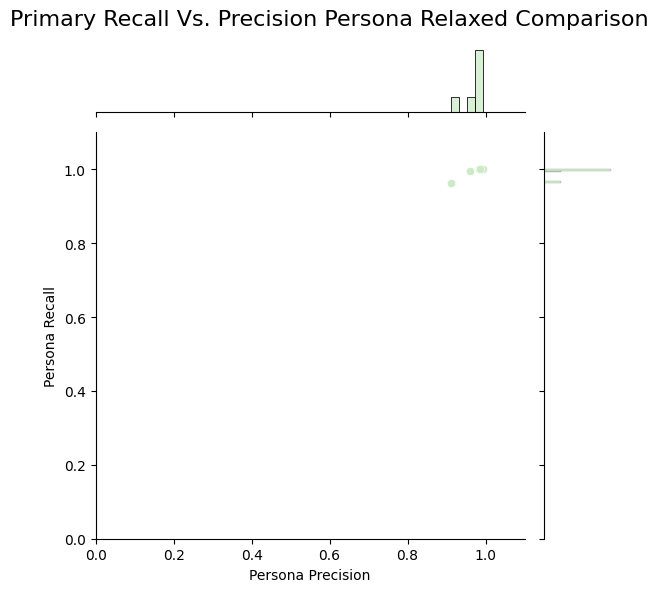 Primary Recall Vs. Precision Persona Relaxed Comparison
1.0
0.8
0.6
0.4
0.2
0.0
Persona Recall
0.0 0.2 0.4 0.6 0.8 1.0
Persona Precision